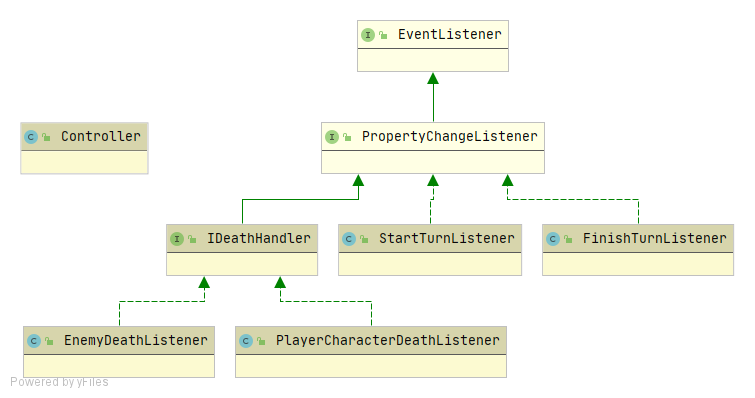 I EventListener
C Controller
I PropertyChangeListener
I IDeathHandler
C StartTurnListener
C FinishTurnListener
C EnemyDeathListener
C PlayerCharacterDeathListener
Powered by yFiles